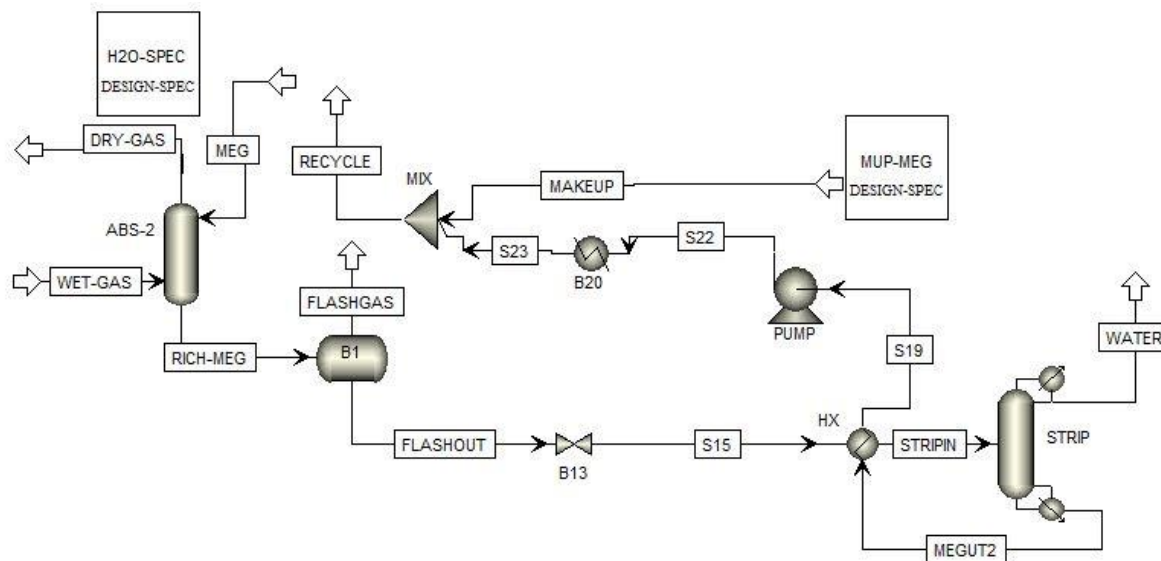 H2O-SPEC
DESIGN-SPEC
DRY-GAS
MEG
RECYCLE
MIX
MAKEUP
MUP-MEG
DESIGN-SPEC
ABS-2
S23
B20
S22
WET-GAS
FLASHGAS
PUMP
RICH-MEG
B1
S19
WATER
FLASHOUT
B13
S15
HX
STRIPIN
STRIP
MEGUT2